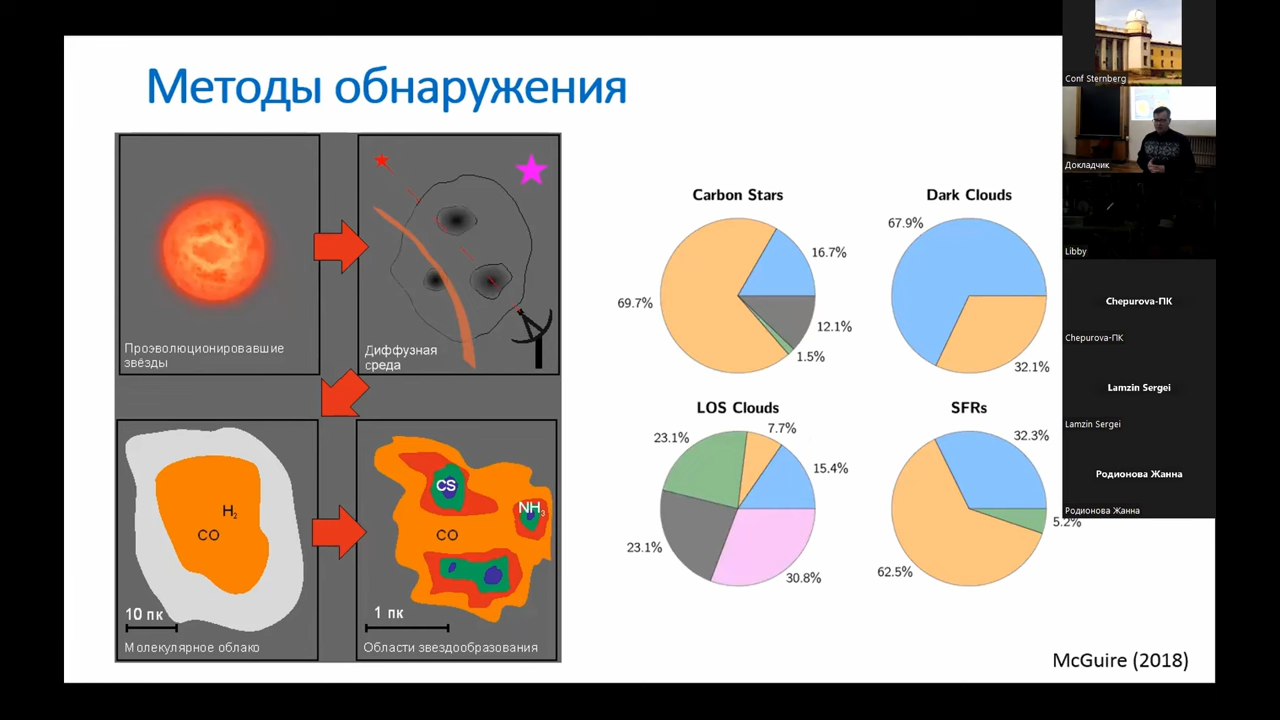 Методы обнаружения
Проэволюционировавшие
звёзды
Диффузная
среда
H2
CO
10 пк
Молекулярное облако
CS
NH3
CO
1 пк
Области звездообразования
Carbon Stars
16.7%
69.7%
12.1%
1.5%
Dark Clouds
67.9%
32.1%
LOS Clouds
7.7%
23.1%
15.4%
23.1%
30.8%
SFRs
32.3%
5.2%
62.5%
McGuire (2018)
Conf Sternberg
Докладчик
Libby
Chepurova-ПК
Chepurova-ПК
Lamzin Sergei
Lamzin Sergei
Родионова Жанна
Родионова Жанна